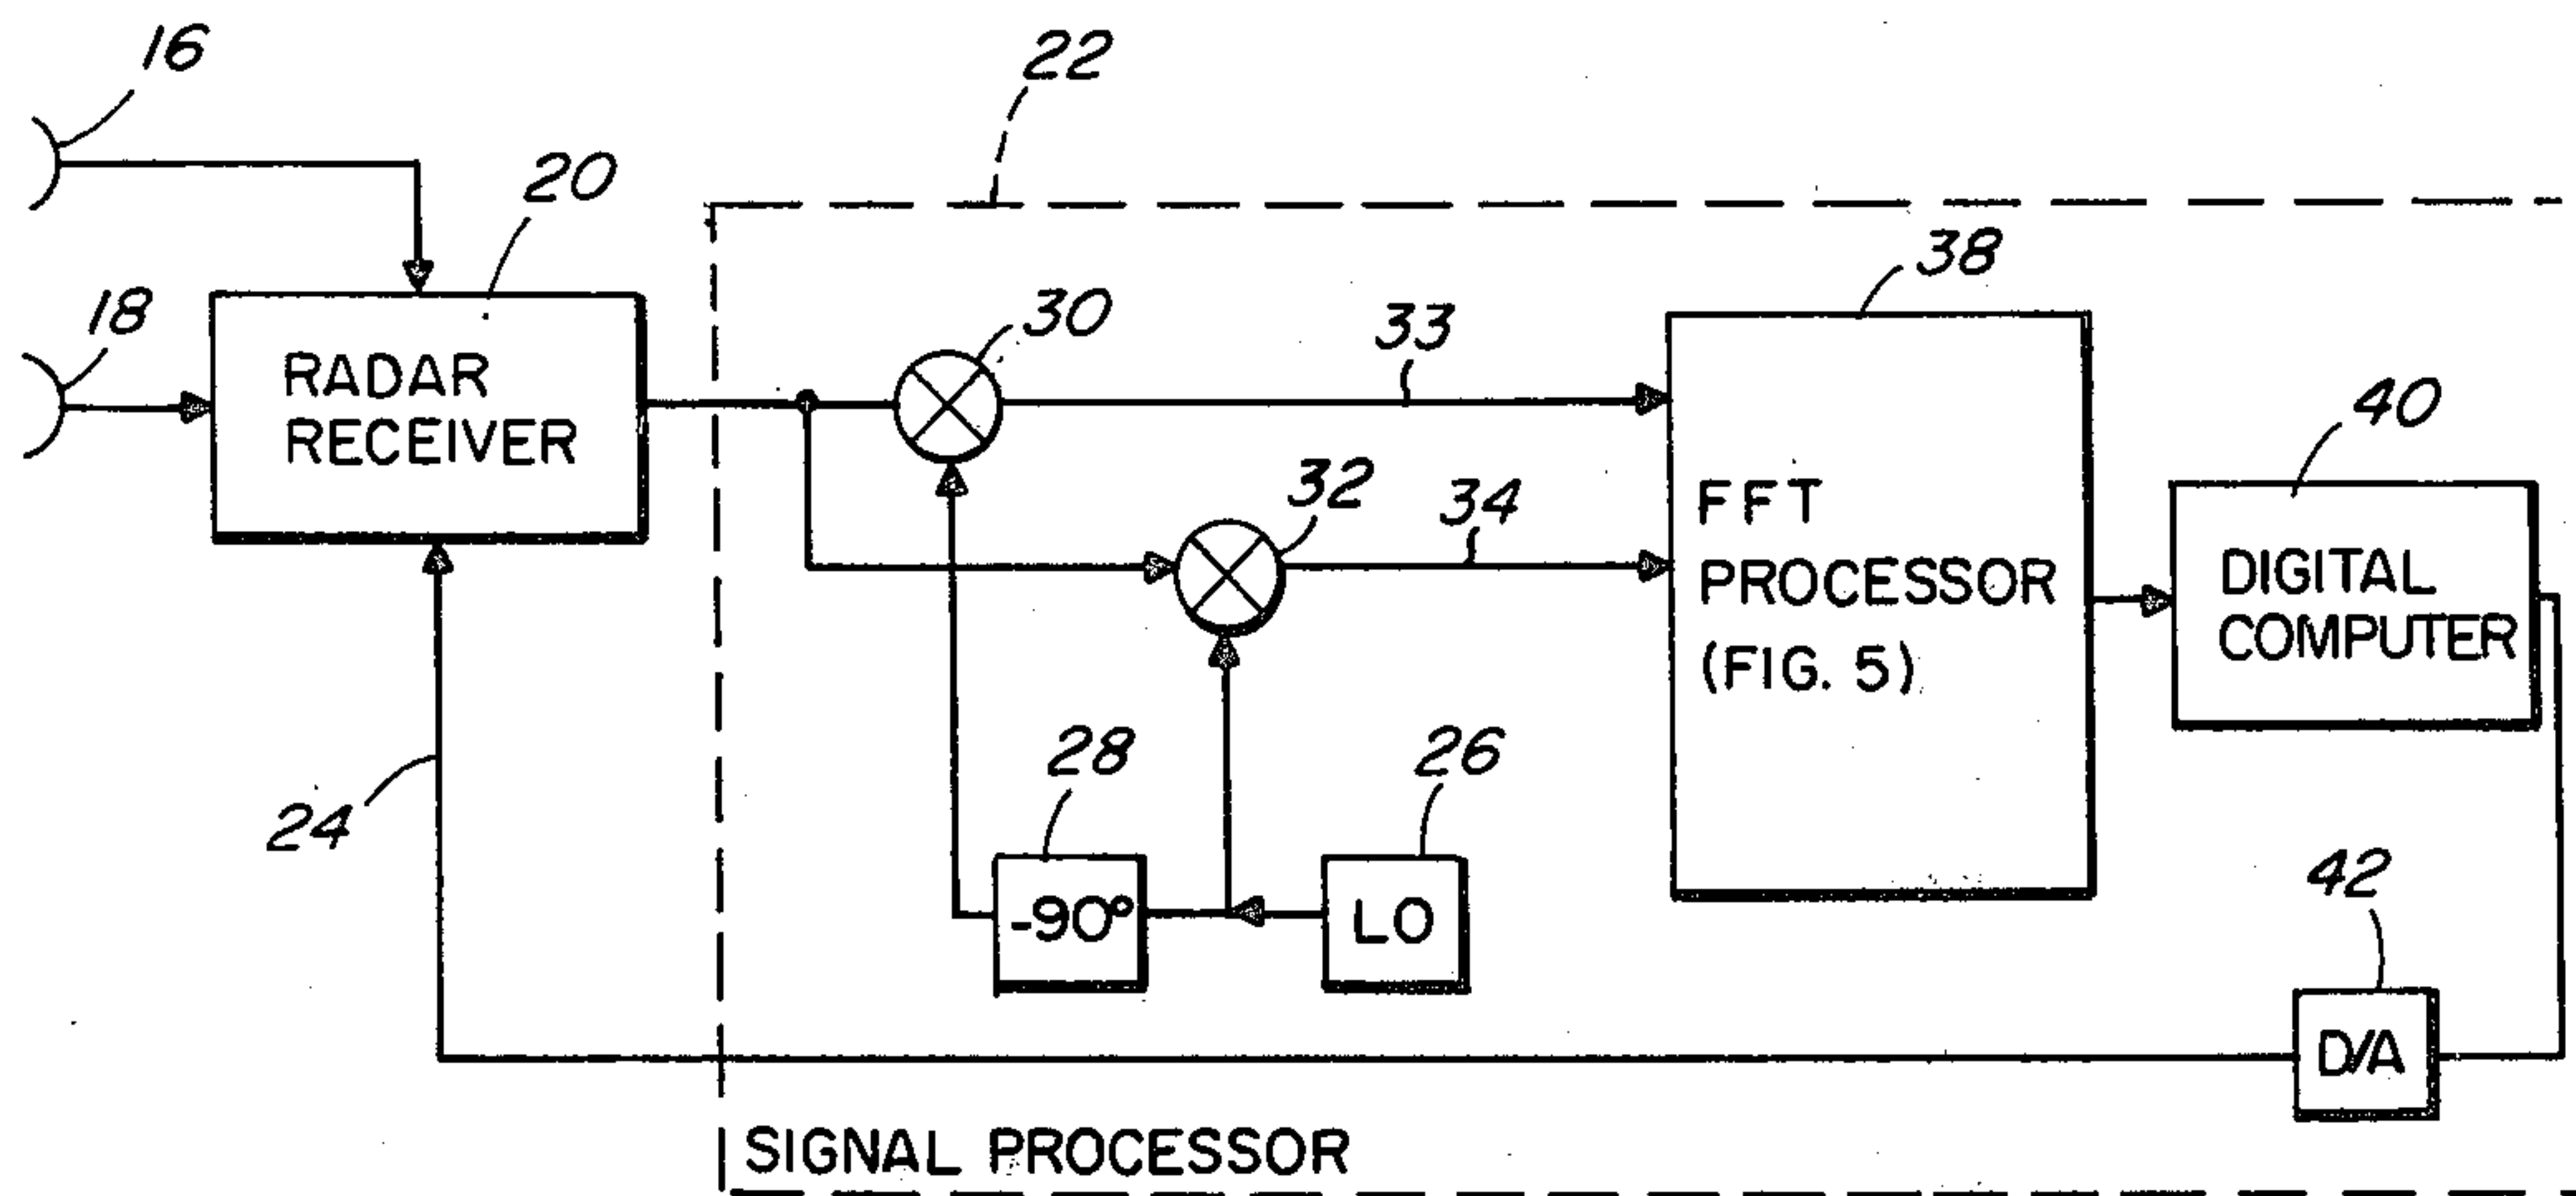 16
22
20
18
RADAR
RECEIVER
30
33
38
40
32
34
FFT
PROCESSOR
(FIG. 5)
DIGITAL
COMPUTER
24
28
26
-90°
LO
42
D/A
SIGNAL PROCESSOR